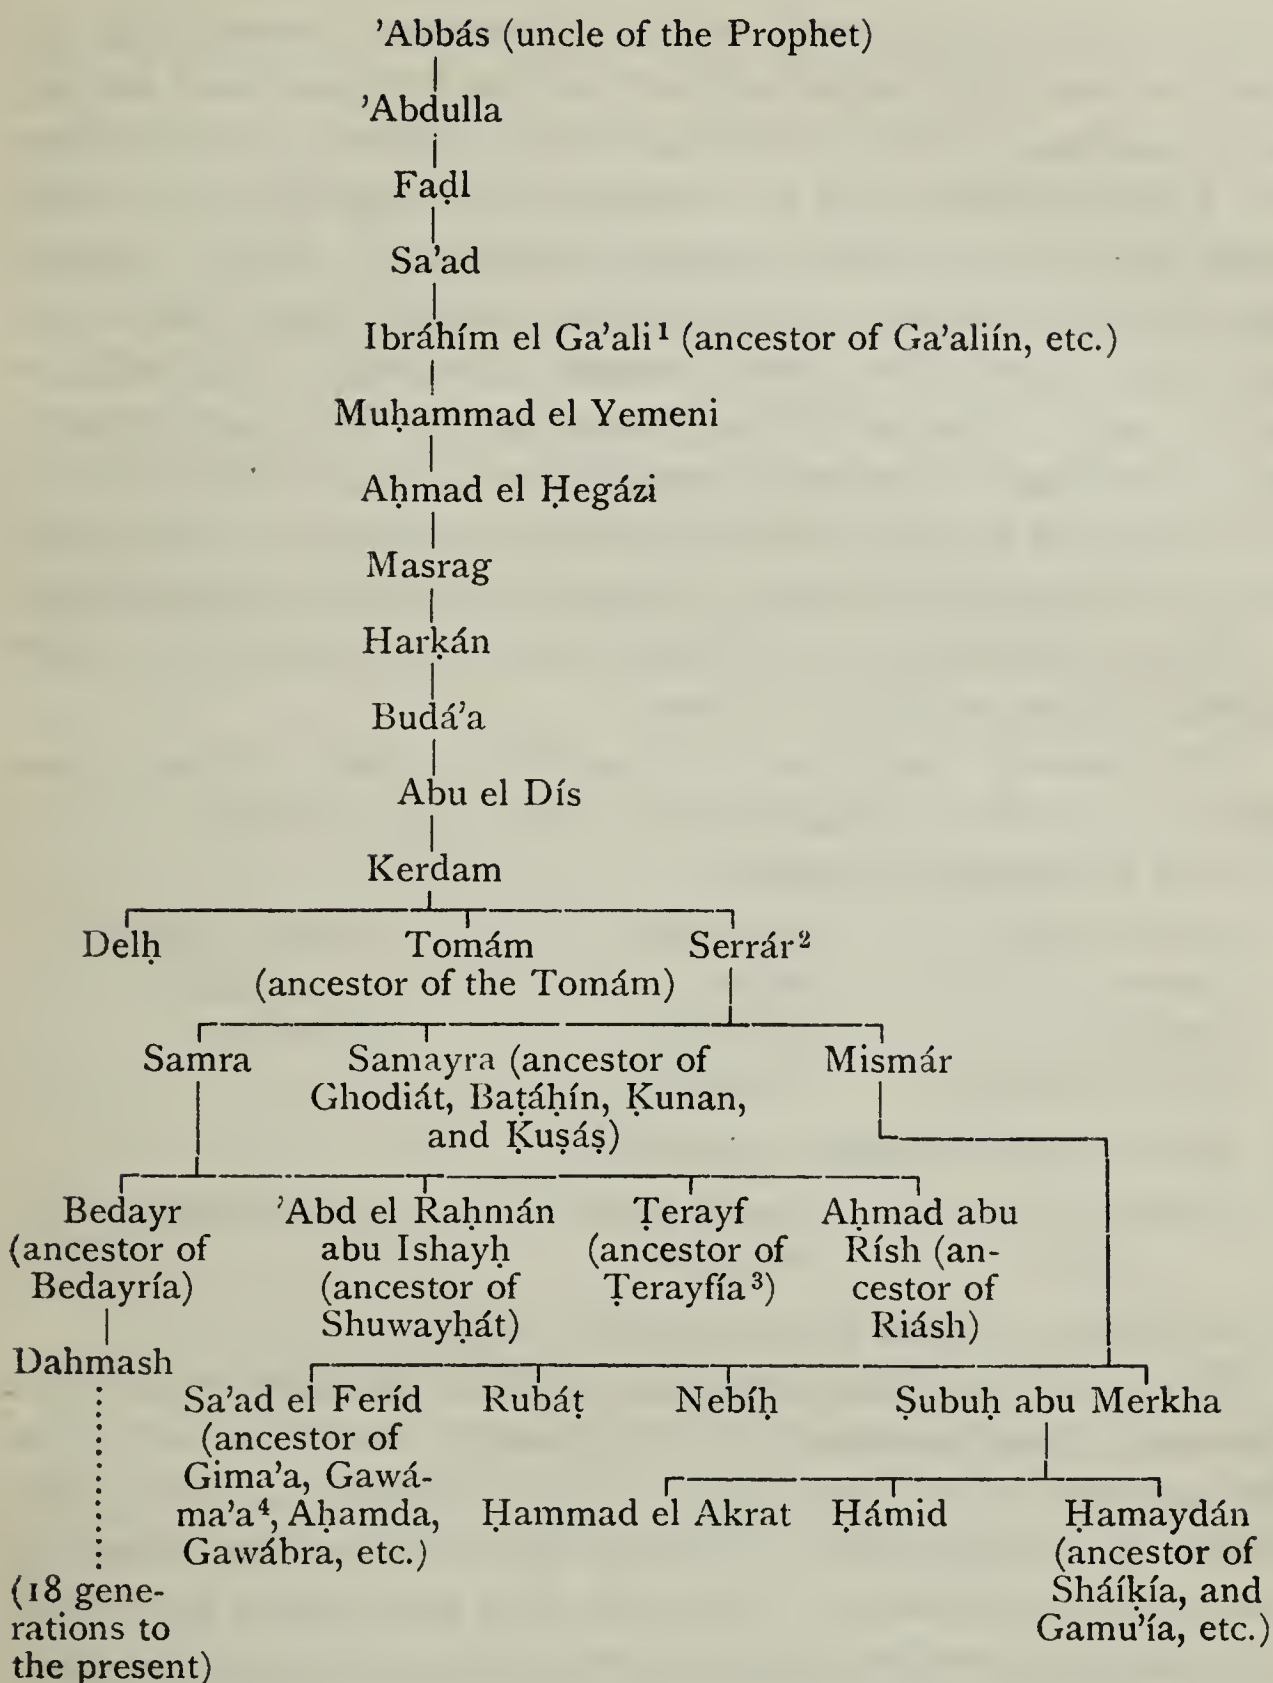 ’Abbás (uncle of the Prophet)
’Abdulla
Faḍl
Sa’ad
Ibráhím el Ga’ali¹ (ancestor of Ga’aliín, etc.)
Muḥammad el Yemeni
Aḥmad el Ḥegázi
Masrag
Harḳán
Budá’a
Abu el Dís
Kerdam
Delḥ Tomám Serrár²
(ancestor of the Tomám)
Samra Samayra (ancestor of Mismár
Ghodiát, Baṭáḥín, Ḳunan,
and Ḳuṣáṣ)
Bedayr ’Abd el Raḥmán Ṭerayf Aḥmad abu
(ancestor of abu Ishayḥ (ancestor of Rísh (an-
Bedayría) (ancestor of Ṭerayfía³) cestor of
Shuwayḥát) Riásh)
Dahmash
Sa’ad el Feríd Rubáṭ Nebíḥ Ṣubuḥ abu Merkha
(ancestor of
Gima’a, Gawá-
ma’a⁴, Aḥamda, Ḥammad el Akrat Ḥámid Ḥamaydán
Gawábra, etc.) (ancestor of
(18 gene- Sháíḳía, and
rations to Gamu’ía, etc.)
the present)